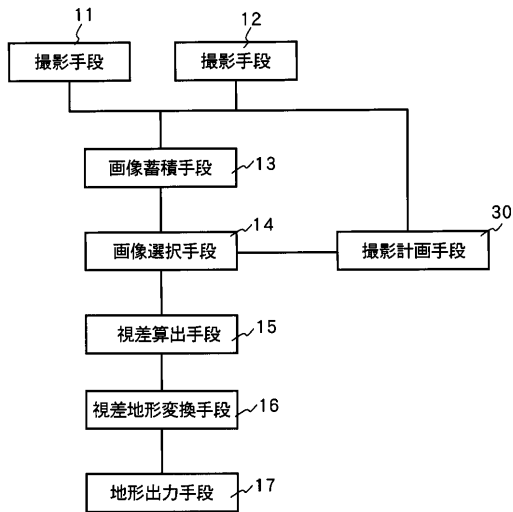 11
12
撮影手段
撮影手段
画像蓄積手段
13
14
30
画像選択手段
撮影計画手段
視差算出手段
15
視差地形変換手段
16
地形出力手段
17